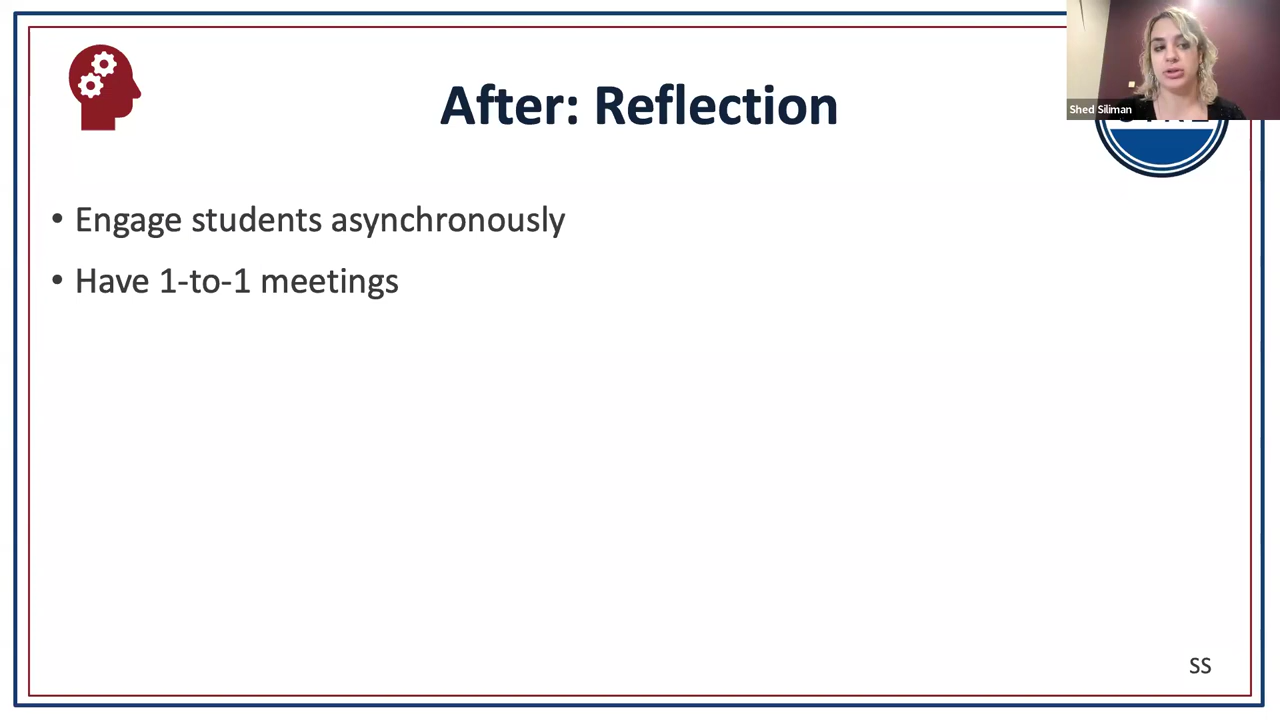 After: Reflection
Shed Siliman
• Engage students asynchronously
• Have 1-to-1 meetings
SS